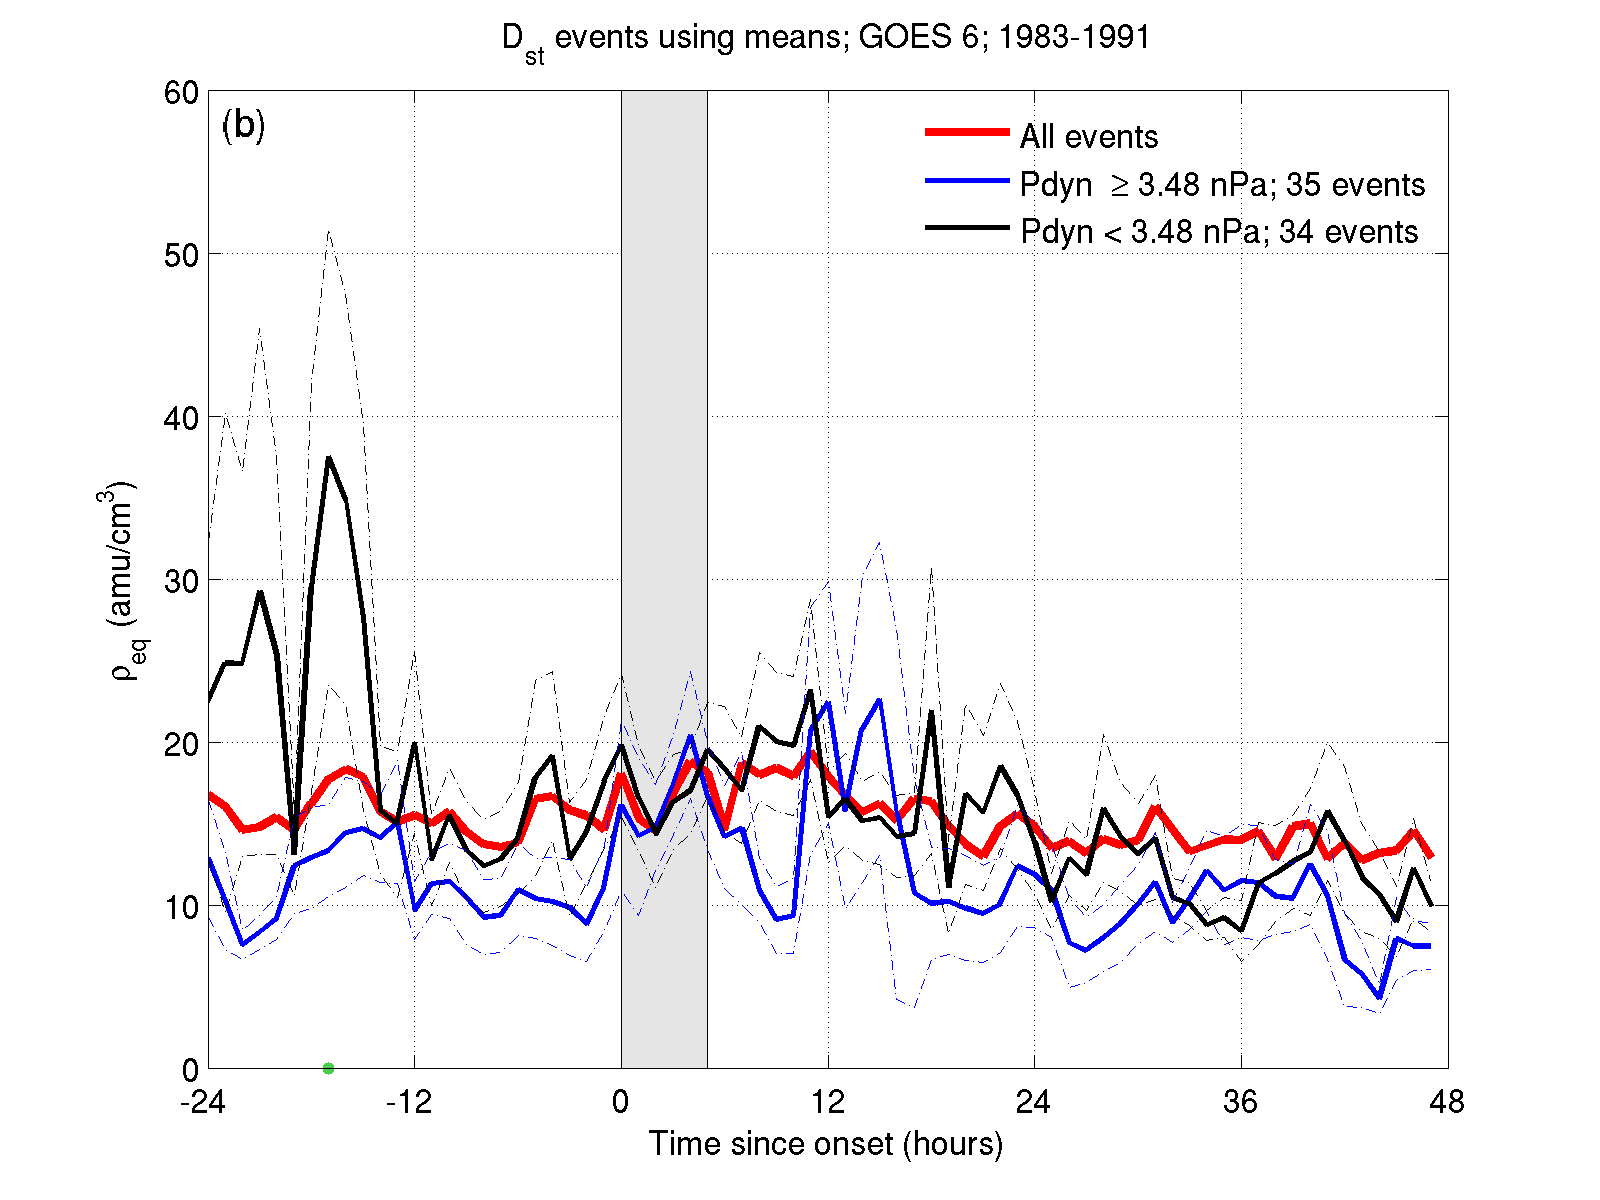 D_st events using means; GOES 6; 1983-1991
(b)
All events
Pdyn ≥ 3.48 nPa; 35 events
Pdyn < 3.48 nPa; 34 events
60
50
40
30
20
10
0
ρ_eq (amu/cm^3)
-24 -12 0 12 24 36 48
Time since onset (hours)